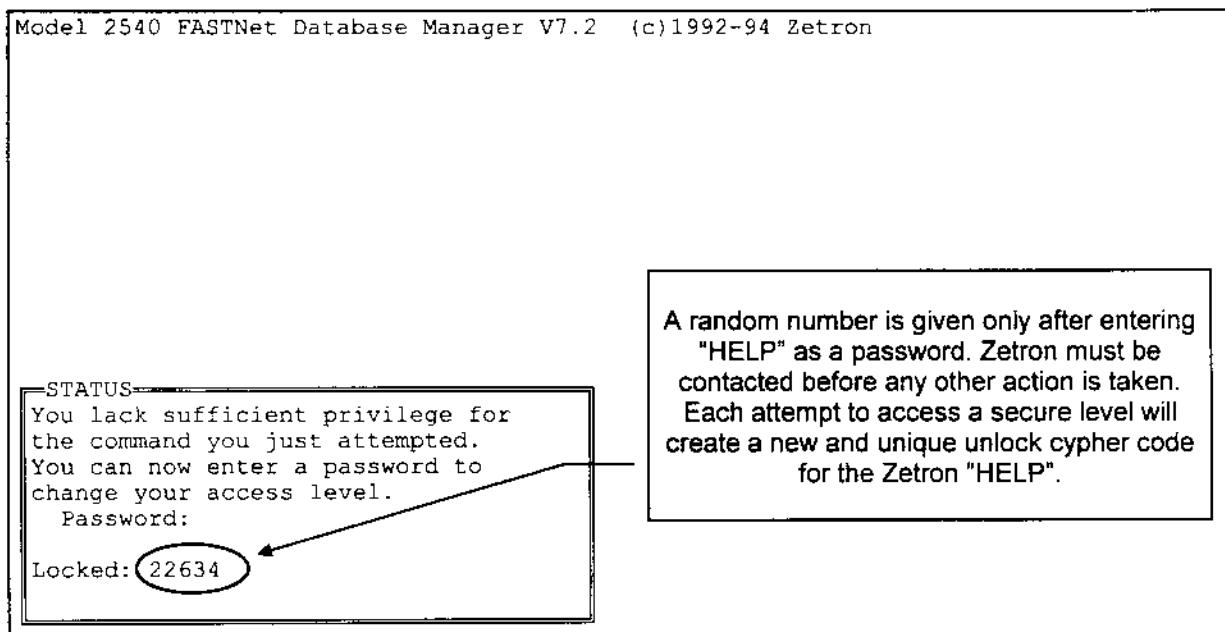 Model 2540 FASTNet Database Manager V7.2 (c)1992-94 Zetron
A random number is given only after entering
"HELP" as a password. Zetron must be
contacted before any other action is taken.
Each attempt to access a secure level will
create a new and unique unlock cypher code
for the Zetron "HELP".
STATUS
You lack sufficient privilege for
the command you just attempted.
You can now enter a password to
change your access level.
Password:
Locked: 22634